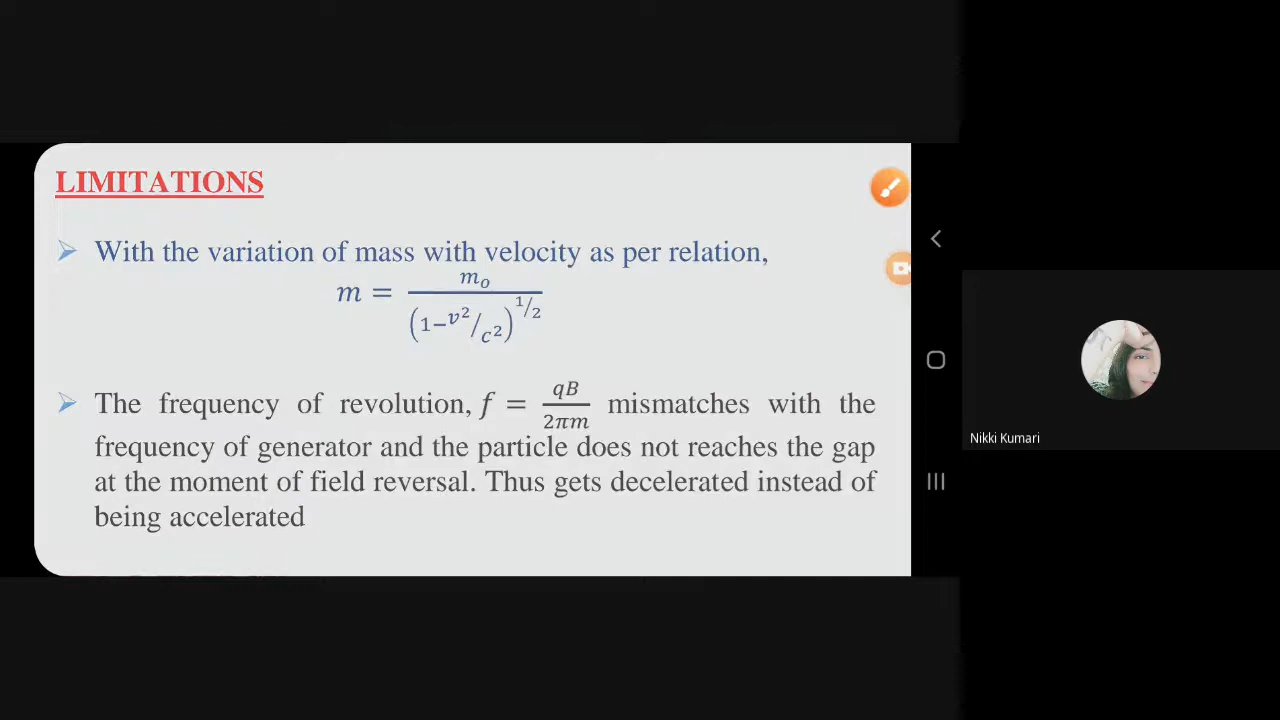 LIMITATIONS
➢ With the variation of mass with velocity as per relation,
m = m₀ / (1−v²/c²)^1/2
➢ The frequency of revolution, f = qB / 2πm mismatches with the
frequency of generator and the particle does not reaches the gap
at the moment of field reversal. Thus gets decelerated instead of
being accelerated
Nikki Kumari